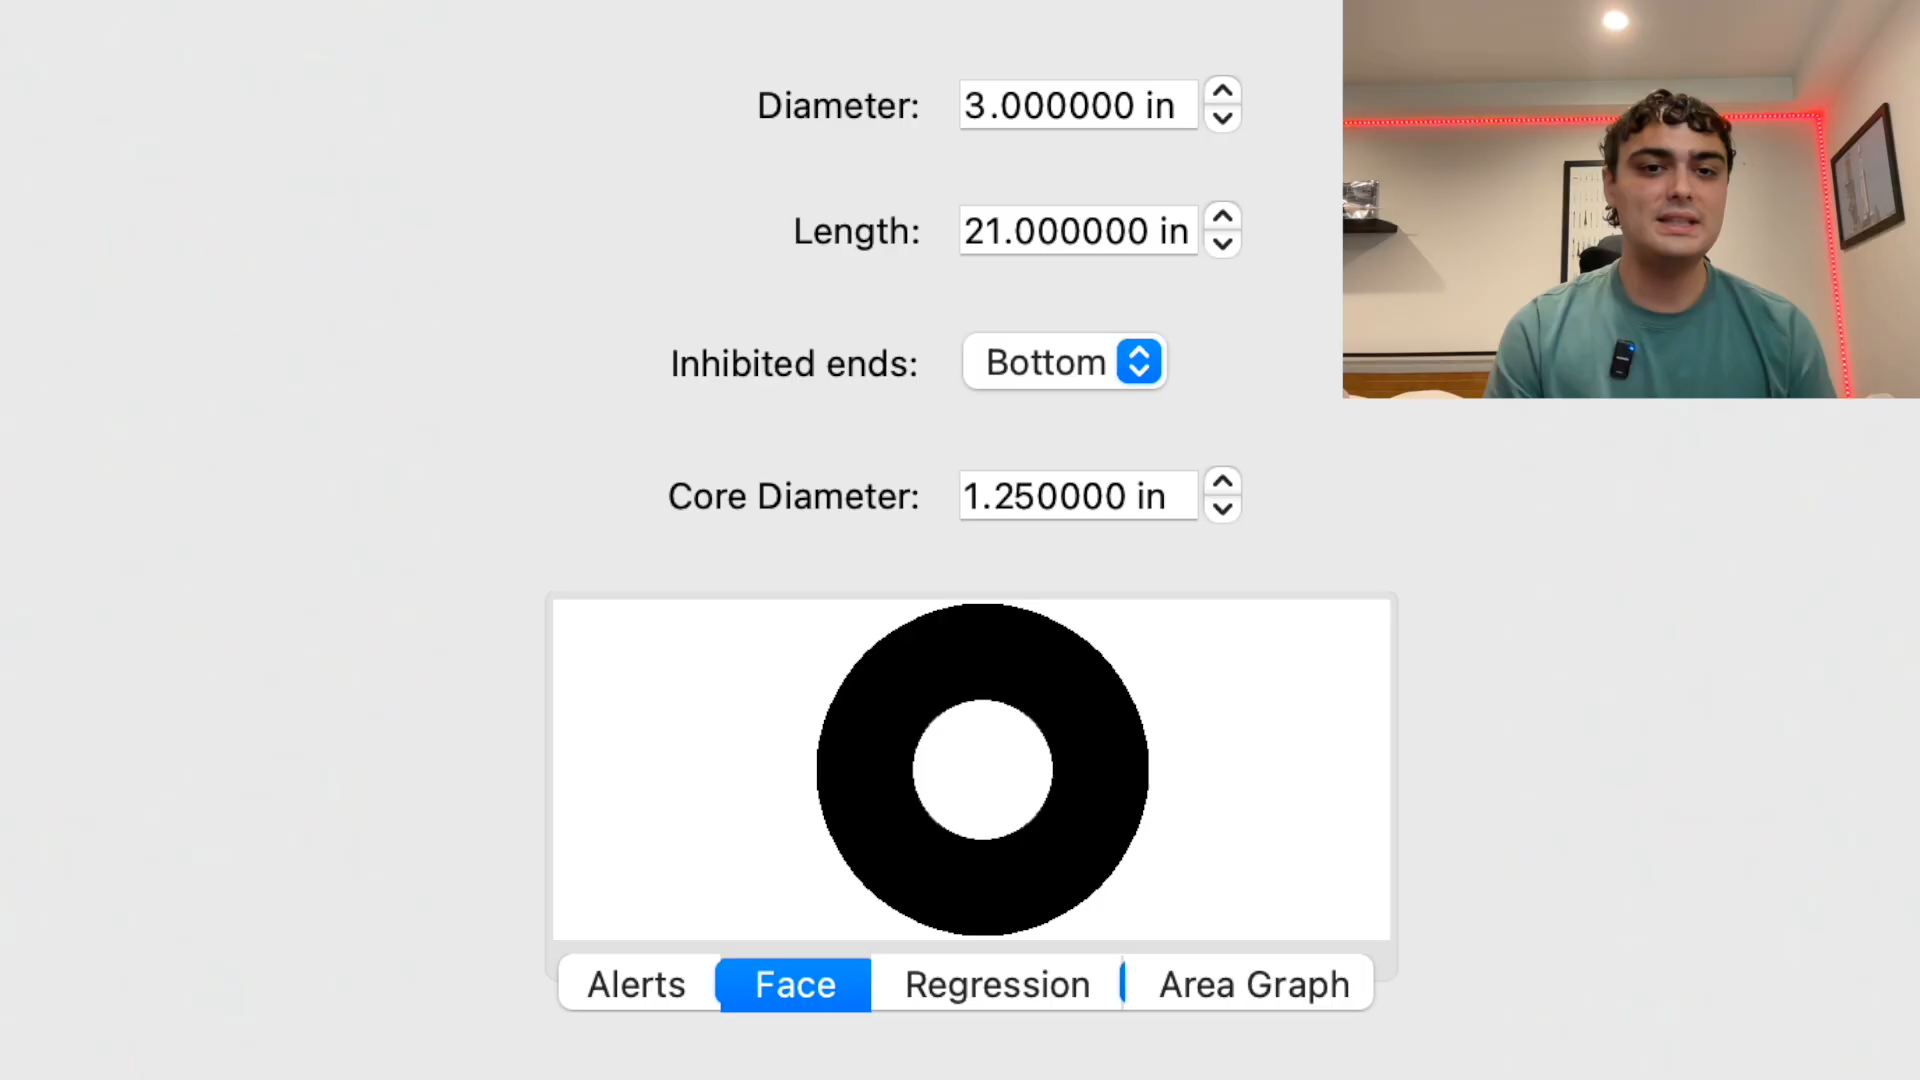 Diameter: 3.000000 in
Length: 21.000000 in
Inhibited ends: Bottom
Core Diameter: 1.250000 in
Alerts Face Regression Area Graph